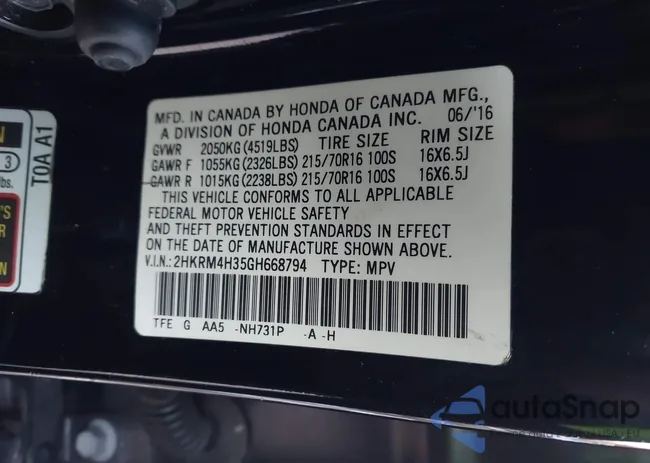 MFD. IN CANADA BY HONDA OF CANADA MFG.,
A DIVISION OF HONDA CANADA INC. 06/'16
GVWR 2050KG(4519LBS) TIRE SIZE RIM SIZE
GAWR F 1055KG(2326LBS)215/70R16 100S 16X6.5J
GAWR R 1015KG(2238LBS)215/70R16 100S 16X6.5J
THIS VEHICLE CONFORMS TO ALL APPLICABLE
FEDERAL MOTOR VEHICLE SAFETY
AND THEFT PREVENTION STANDARDS IN EFFECT
ON THE DATE OF MANUFACTURE SHOWN ABOVE.
V.I.N.:2HKRM4H35GH668794 TYPE: MPV
TFE G AA5 -NH731P -A -H
N
3
lbs.
'S
R
N
TOA A1
autoSnap